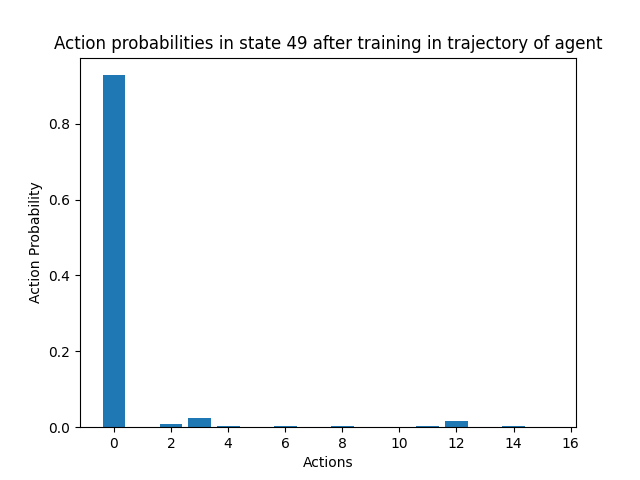 Action probabilities in state 49 after training in trajectory of agent
Action Probability
0.8
0.6
0.4
0.2
0.0
0 2 4 6 8 10 12 14 16
Actions